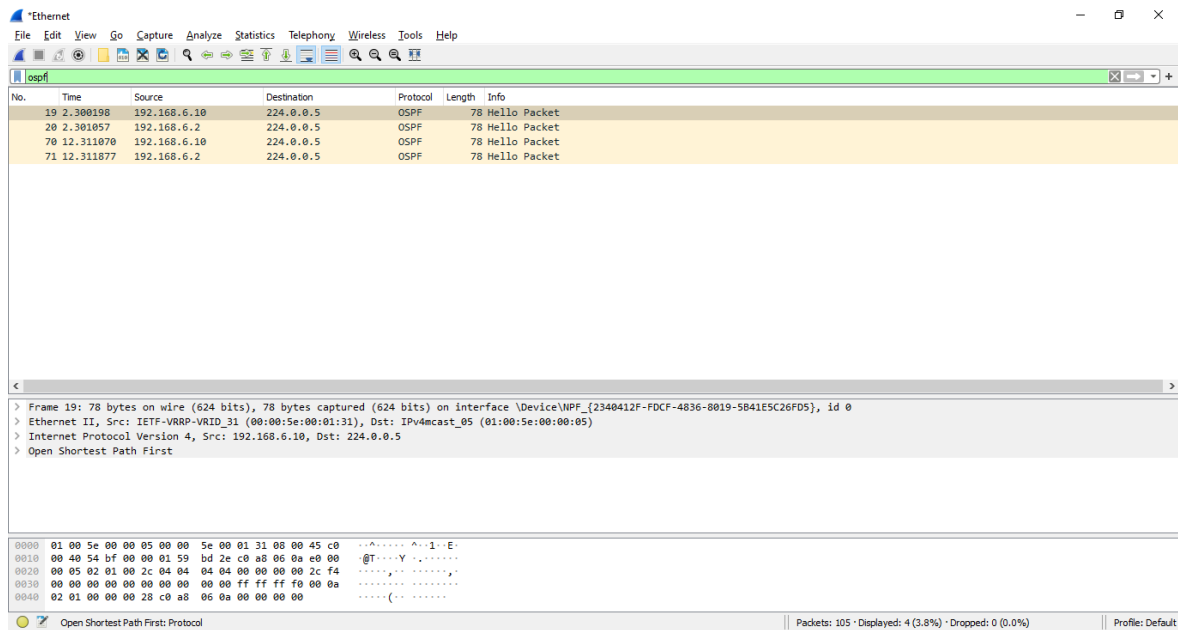 *Ethernet
File Edit View Go Capture Analyze Statistics Telephony Wireless Tools Help
ospf
No. Time Source Destination Protocol Length Info
19 2.300198 192.168.6.10 224.0.0.5 OSPF 78 Hello Packet
20 2.301057 192.168.6.2 224.0.0.5 OSPF 78 Hello Packet
70 12.311070 192.168.6.10 224.0.0.5 OSPF 78 Hello Packet
71 12.311877 192.168.6.2 224.0.0.5 OSPF 78 Hello Packet
> Frame 19: 78 bytes on wire (624 bits), 78 bytes captured (624 bits) on interface \Device\NPF_{2340412F-FDCF-4836-8019-5B41E5C26FD5}, id 0
> Ethernet II, Src: IETF-VRRP-VRID_31 (00:00:5e:00:01:31), Dst: IPv4mcast_05 (01:00:5e:00:00:05)
> Internet Protocol Version 4, Src: 192.168.6.10, Dst: 224.0.0.5
> Open Shortest Path First
0000 01 00 5e 00 00 05 00 00 5e 00 01 31 08 00 45 c0 ··^····· ^··1··E·
0010 00 40 54 bf 00 00 01 59 bd 2e c0 a8 06 0a e0 00 ·@T····Y ·.······
0020 00 05 02 01 00 2c 04 04 04 04 00 00 00 00 2c f4 ·····,·· ······,·
0030 00 00 00 00 00 00 00 00 00 00 ff ff ff f0 00 0a ········ ········
0040 02 01 00 00 00 28 c0 a8 06 0a 00 00 00 00 ·····(·· ······
Open Shortest Path First: Protocol Packets: 105 · Displayed: 4 (3.8%) · Dropped: 0 (0.0%) Profile: Default